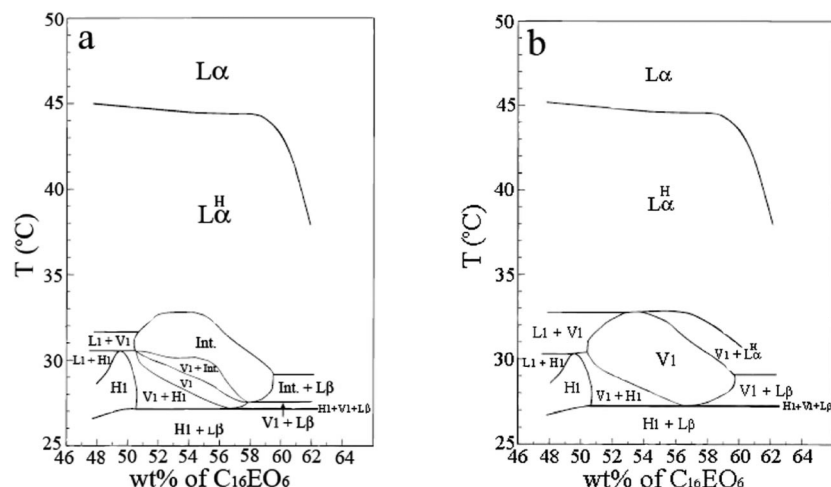 a
50
45
40
35
30
25
T (°C)
Lα
Lα^H
L1 + V1
L1 + H1
H1
Int.
V1 + Int.
V1
V1 + H1
Int. + Lβ
V1 + Lβ
H1+V1+Lβ
H1 + Lβ
46 48 50 52 54 56 58 60 62 64
wt% of C16EO6
b
50
45
40
35
30
25
T (°C)
Lα
Lα^H
L1 + V1
L1 + H1
H1
V1
V1 + Lα^H
V1 + H1
V1 + Lβ
H1+V1+Lβ
H1 + Lβ
46 48 50 52 54 56 58 60 62 64
wt% of C16EO6